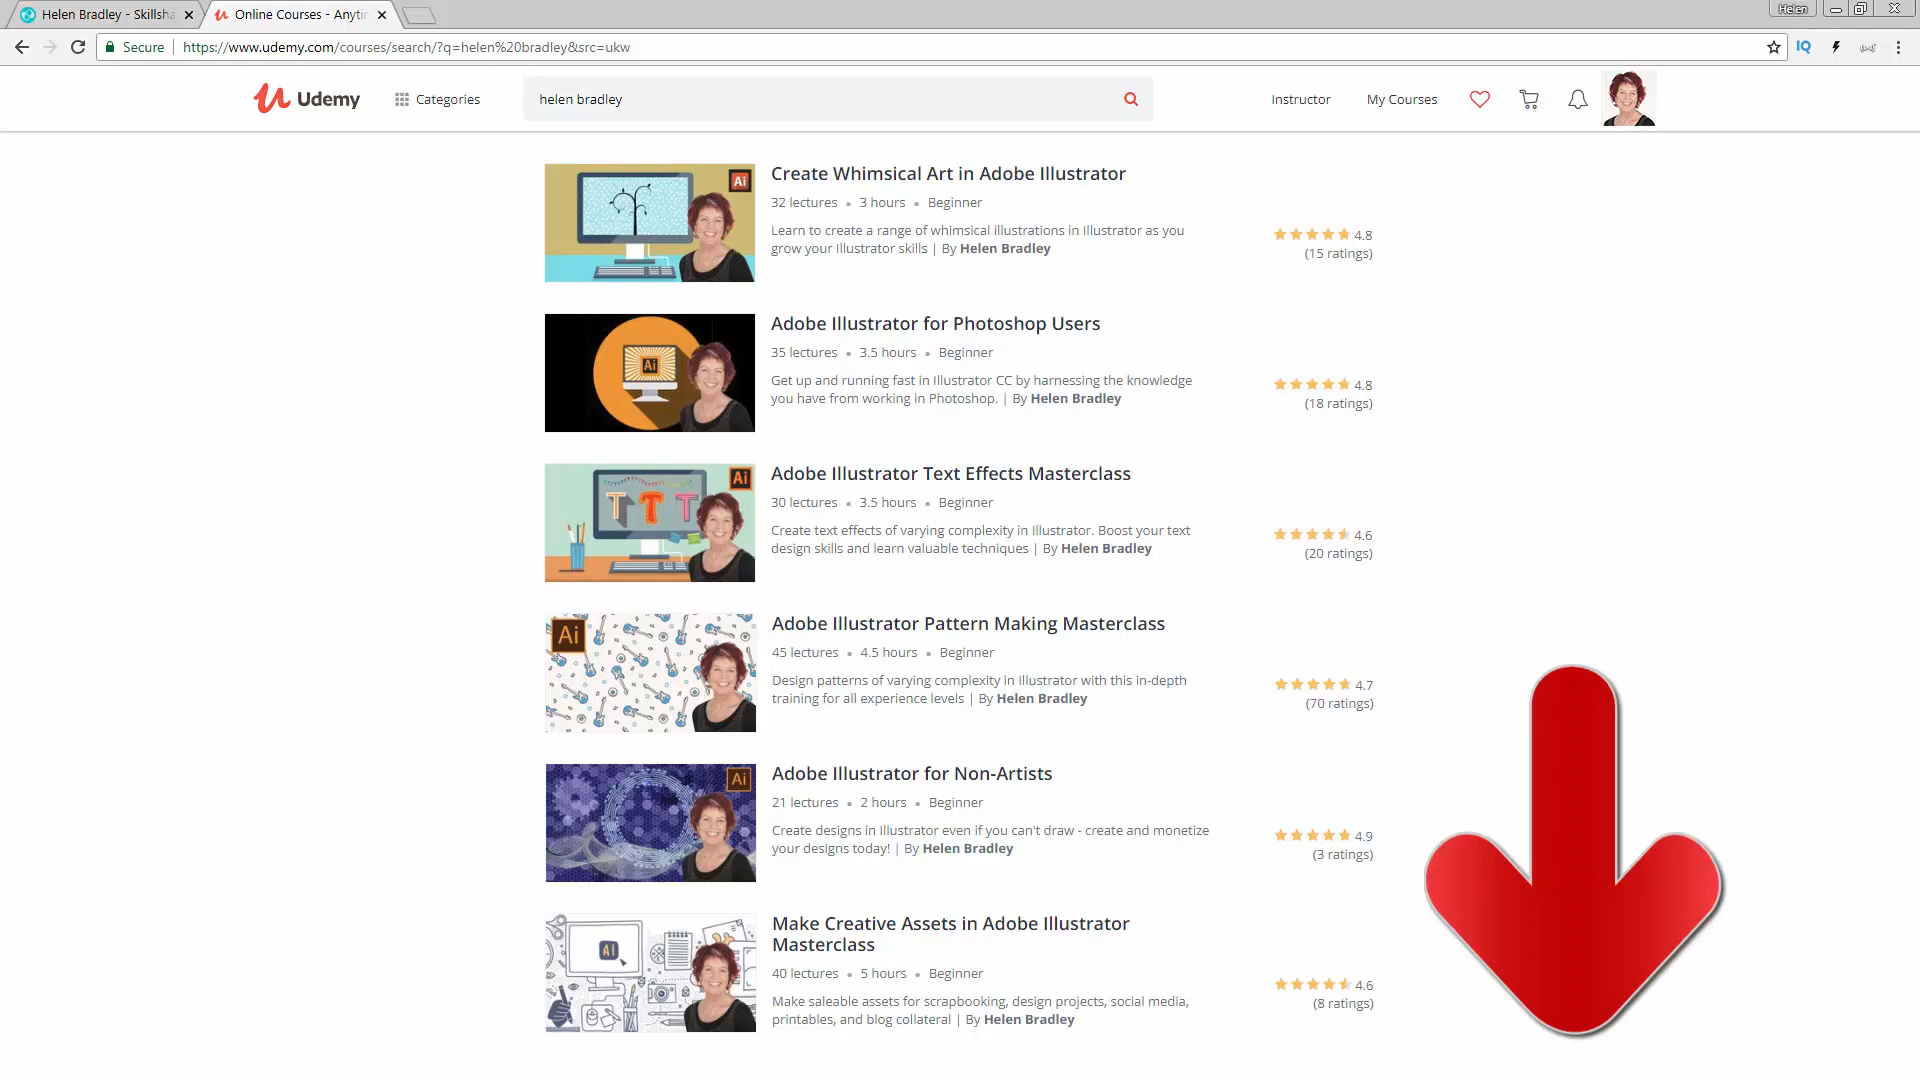 Helen Bradley - Skillsha
Online Courses - Anytin
Helen
Secure
https://www.udemy.com/courses/search/?q=helen%20bradley&src=ukw
IQ
Udemy
Categories
helen bradley
Instructor
My Courses
Ai
Create Whimsical Art in Adobe Illustrator
32 lectures • 3 hours • Beginner
Learn to create a range of whimsical illustrations in Illustrator as you
grow your Illustrator skills | By Helen Bradley
4.8
(15 ratings)
Ai
Adobe Illustrator for Photoshop Users
35 lectures • 3.5 hours • Beginner
Get up and running fast in Illustrator CC by harnessing the knowledge
you have from working in Photoshop. | By Helen Bradley
4.8
(18 ratings)
Ai
T T T
Adobe Illustrator Text Effects Masterclass
30 lectures • 3.5 hours • Beginner
Create text effects of varying complexity in Illustrator. Boost your text
design skills and learn valuable techniques | By Helen Bradley
4.6
(20 ratings)
Ai
Adobe Illustrator Pattern Making Masterclass
45 lectures • 4.5 hours • Beginner
Design patterns of varying complexity in Illustrator with this in-depth
training for all experience levels | By Helen Bradley
4.7
(70 ratings)
Ai
Adobe Illustrator for Non-Artists
21 lectures • 2 hours • Beginner
Create designs in Illustrator even if you can't draw - create and monetize
your designs today! | By Helen Bradley
4.9
(3 ratings)
AI
Make Creative Assets in Adobe Illustrator
Masterclass
40 lectures • 5 hours • Beginner
Make saleable assets for scrapbooking, design projects, social media,
printables, and blog collateral | By Helen Bradley
4.6
(8 ratings)